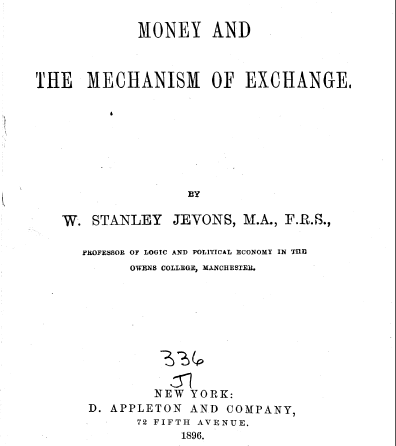 MONEY AND
THE MECHANISM OF EXCHANGE.
BY
W. STANLEY JEVONS, M.A., F.R.S.,
PROFESSOR OF LOGIC AND POLITICAL ECONOMY IN THE
OWENS COLLEGE, MANCHESTER.
336
J7
NEW YORK:
D. APPLETON AND COMPANY,
72 FIFTH AVENUE.
1896.